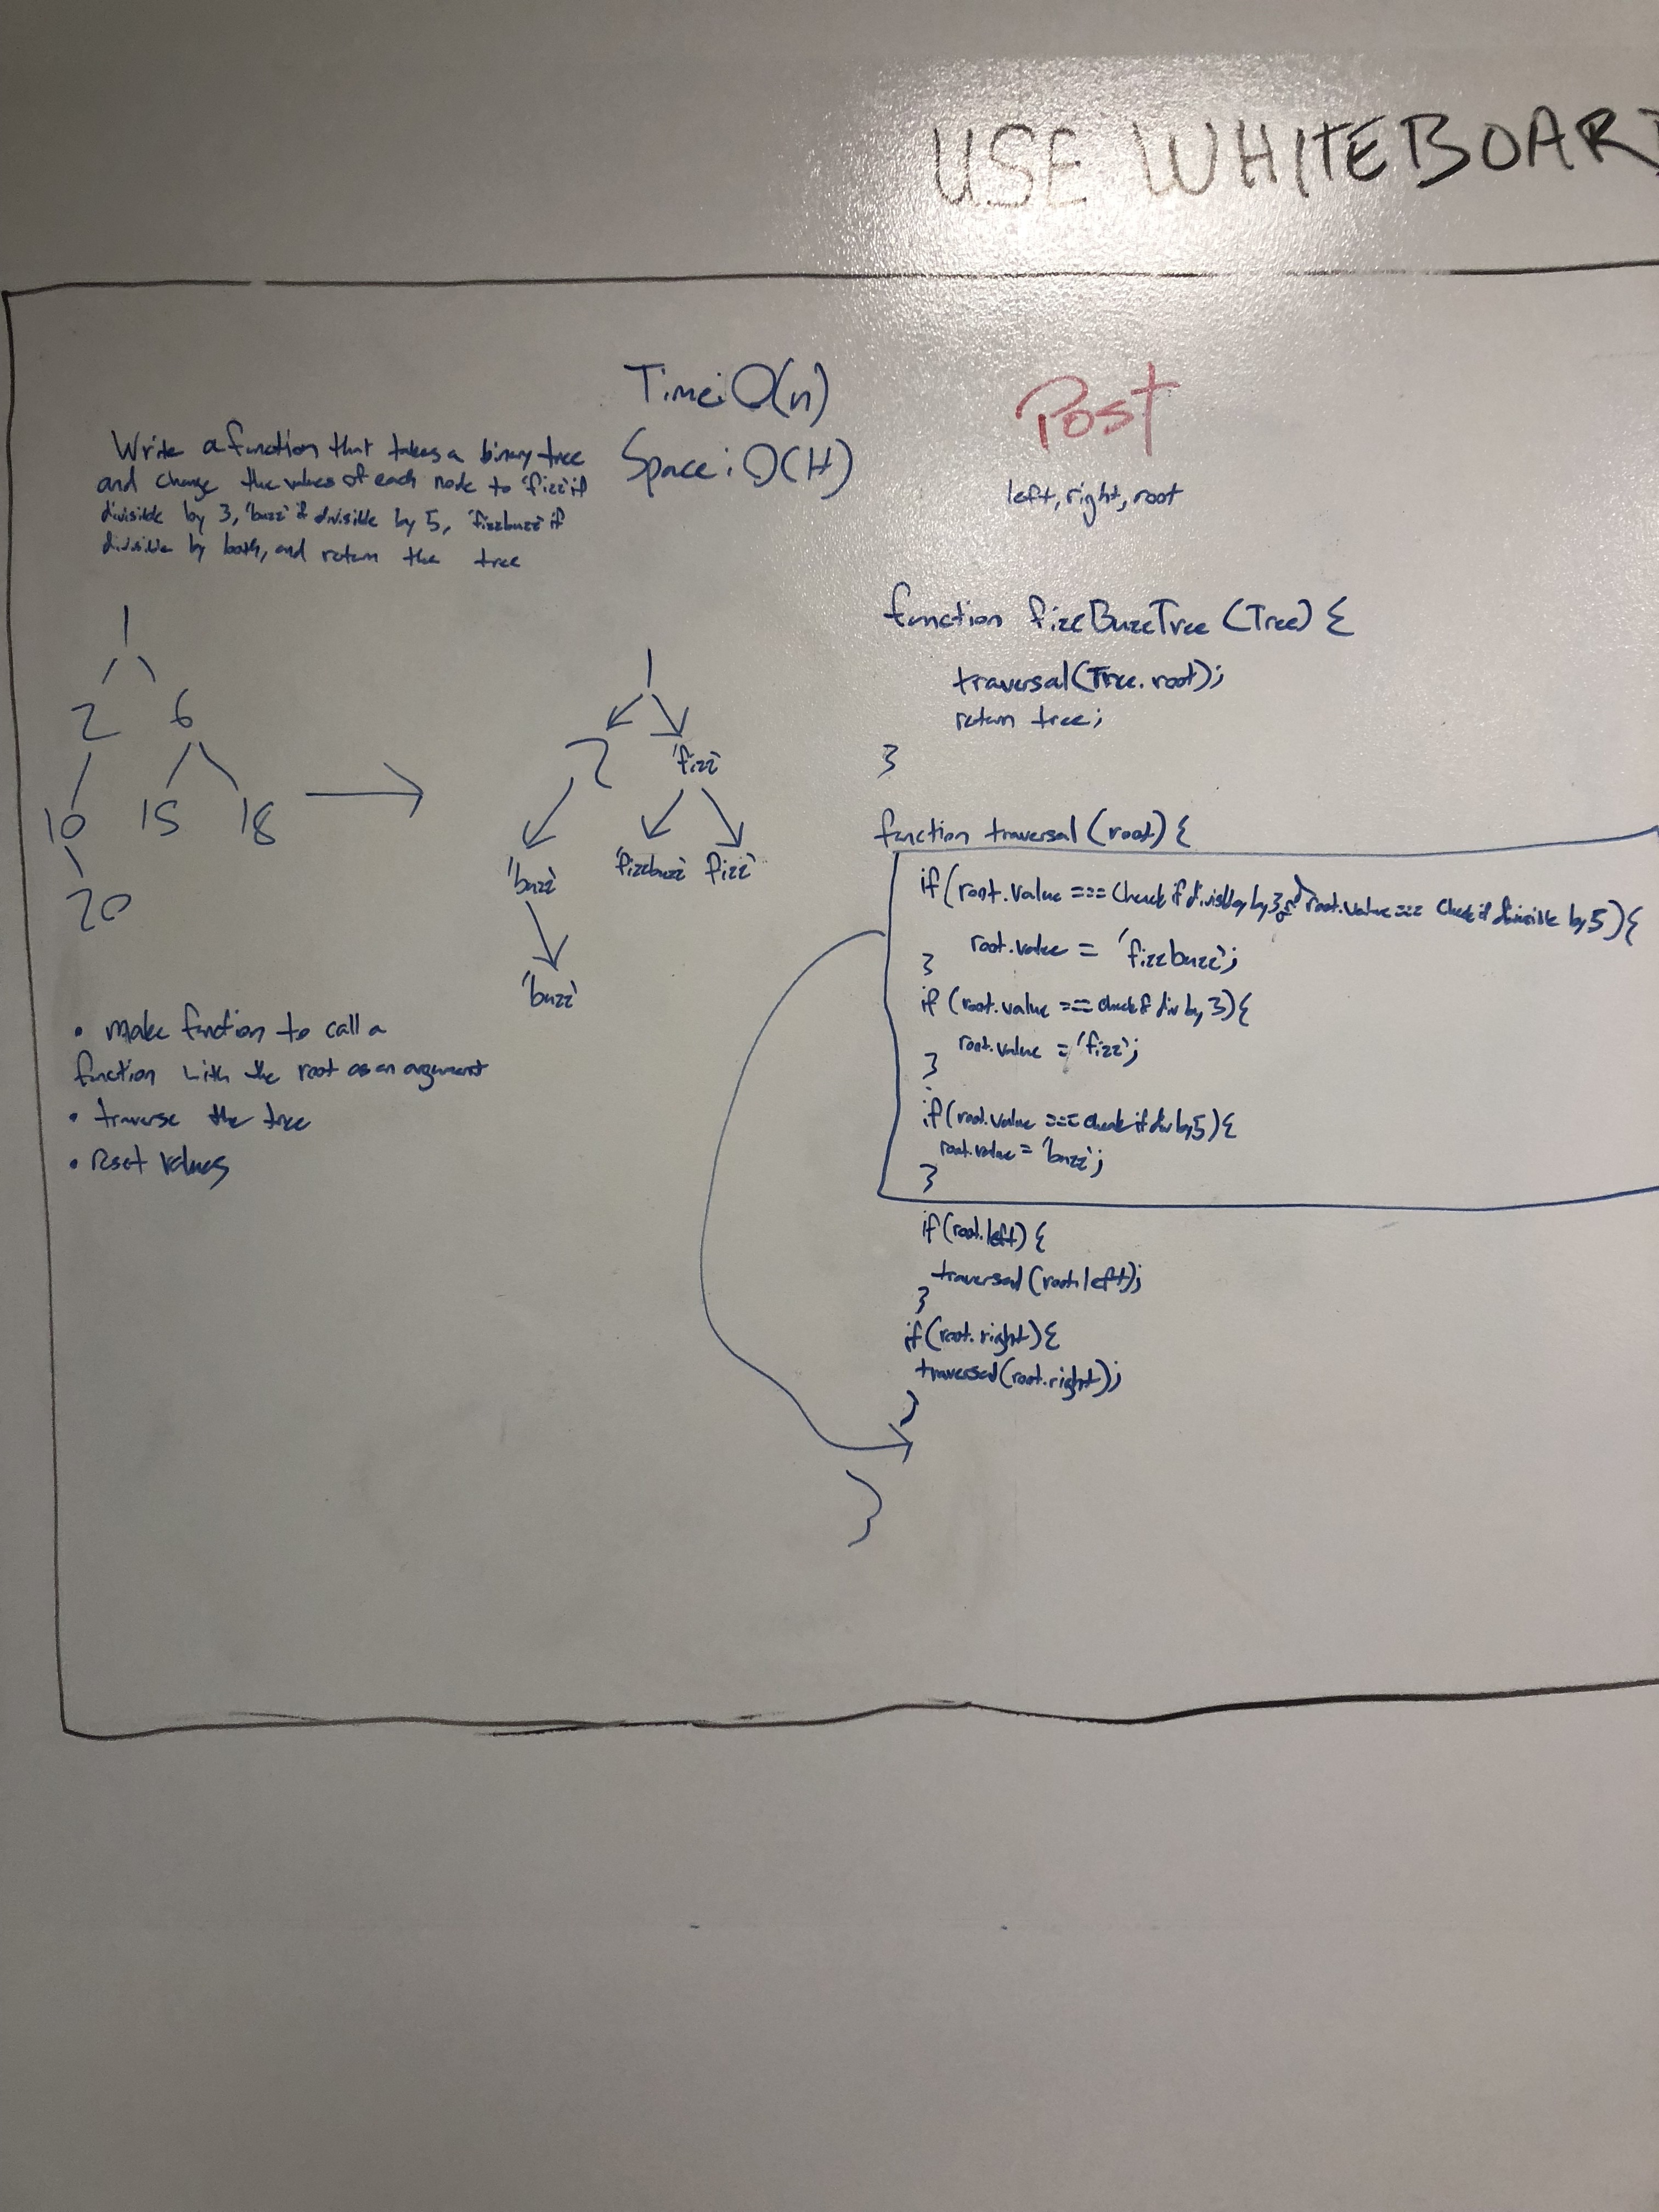 USE WHITEBOAR
Time: O(n)
Space: O(H)
Post
left, right, root
Write a function that takes a binary tree
and change the values of each node to 'fizz' if
divisible by 3, 'buzz' if divisible by 5, 'fizzbuzz' if
divisible by both, and return the tree
1
2 6
10 15 18
20
1
2 'fizz'
'buzz' 'fizzbuzz' fizz'
'buzz'
• Make function to call a
function with the root as an argument
• traverse the tree
• reset values
function fizzBuzzTree (Tree) {
traversal(Tree.root);
return tree;
}
function traversal (root) {
if(root.value === Check if divisible by 3 root.value === Check if divisible by 5) {
root.value = 'fizzbuzz';
}
if (root.value === check if div by 3){
root.value = 'fizz';
}
if(root.value === check if div by 5){
root.value = 'buzz';
}
if(root.left) {
traversal(root.left);
}
if(root.right){
traversal(root.right);
}
}